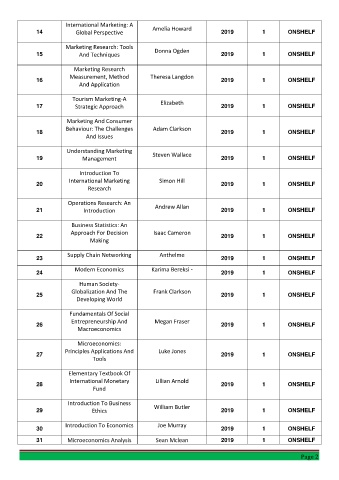 International Marketing: A
14 Global Perspective Amelia Howard 2019 1 ONSHELF
Marketing Research: Tools
15 And Techniques Donna Ogden 2019 1 ONSHELF
Marketing Research
16 Measurement, Method Theresa Langdon 2019 1 ONSHELF
And Application
Tourism Marketing-A
17 Strategic Approach Elizabeth 2019 1 ONSHELF
Marketing And Consumer
18 Behaviour: The Challenges Adam Clarkson 2019 1 ONSHELF
And Issues
Understanding Marketing
19 Management Steven Wallace 2019 1 ONSHELF
Introduction To
20 International Marketing Simon Hill 2019 1 ONSHELF
Research
Operations Research: An
21 Introduction Andrew Allan 2019 1 ONSHELF
Business Statistics: An
22 Approach For Decision Isaac Cameron 2019 1 ONSHELF
Making
23 Supply Chain Networking Anthelme 2019 1 ONSHELF
24 Modern Economics Karima Bereksi - 2019 1 ONSHELF
Human Society-
25 Globalization And The Frank Clarkson 2019 1 ONSHELF
Developing World
Fundamentals Of Social
26 Entrepreneurship And Megan Fraser 2019 1 ONSHELF
Macroeconomics
Microeconomics:
27 Principles Applications And Luke Jones 2019 1 ONSHELF
Tools
Elementary Textbook Of
28 International Monetary Lillian Arnold 2019 1 ONSHELF
Fund
Introduction To Business
29 Ethics William Butler 2019 1 ONSHELF
30 Introduction To Economics Joe Murray 2019 1 ONSHELF
31 Microeconomics Analysis Sean Mclean 2019 1 ONSHELF
Page 2